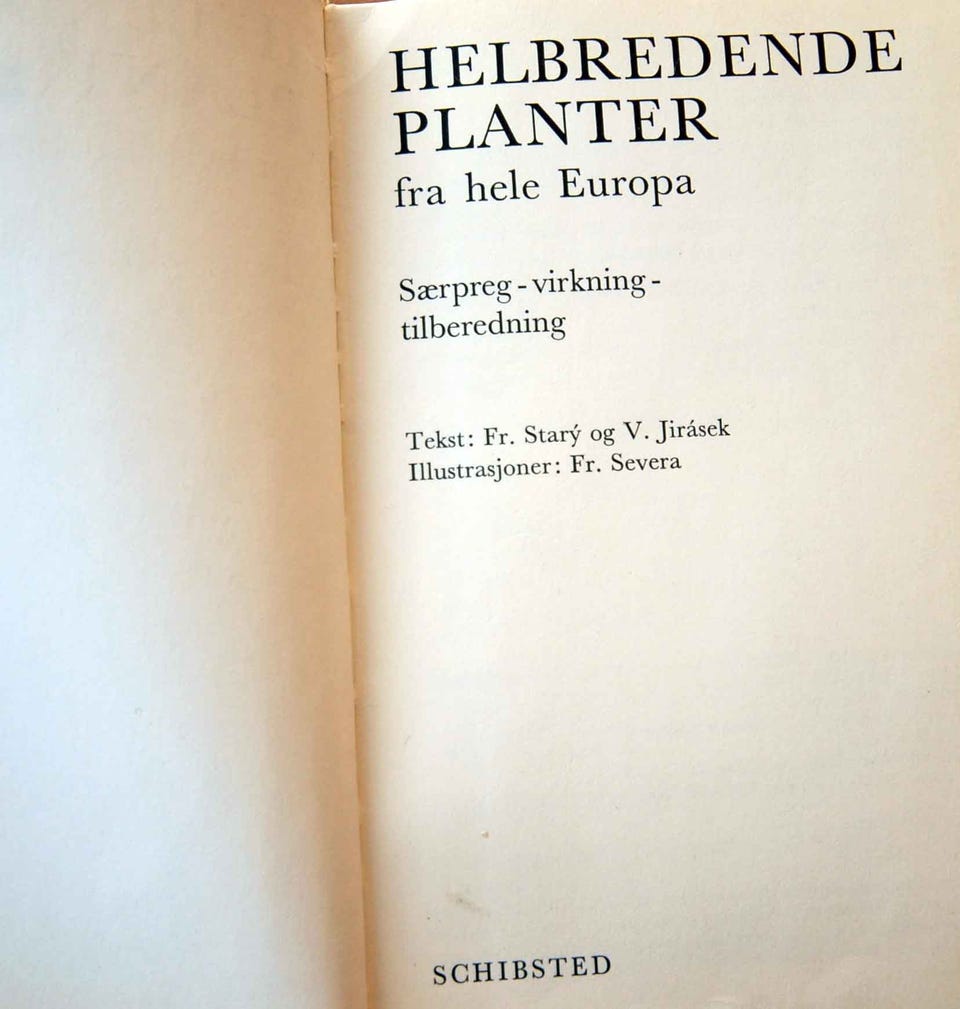 HELBREDENDE
PLANTER
fra hele Europa
Særpreg - virkning -
tilberedning
Tekst: Fr. Starý og V. Jirásek
Illustrasjoner: Fr. Severa
SCHIBSTED